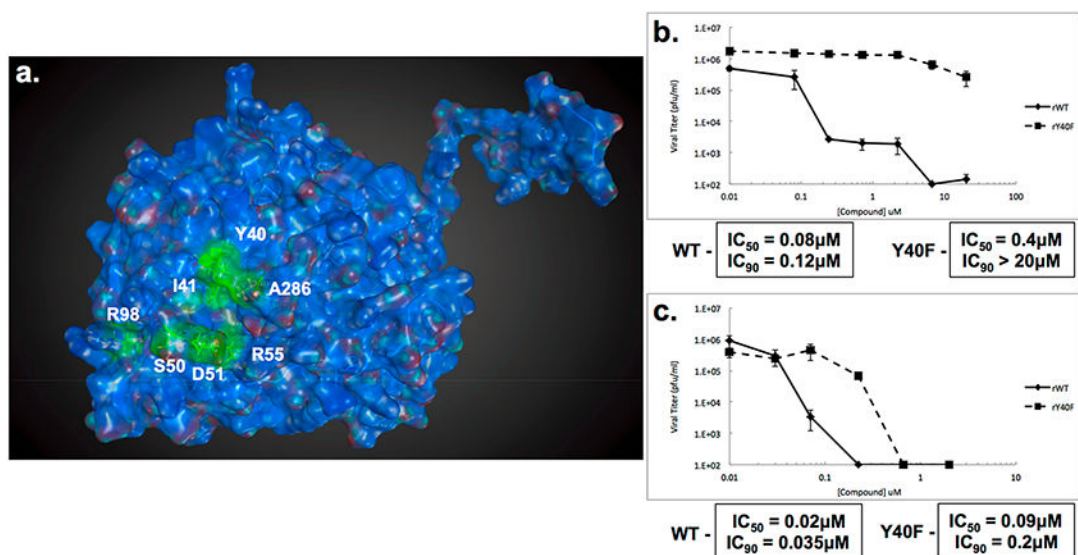 a.
Y40
I41
A286
R98
S50
D51
R55
b.
1.E+07
1.E+06
1.E+05
1.E+04
1.E+03
1.E+02
Viral Titer (pfu/ml)
0.01
0.1
1
10
100
[Compound] uM
rWT
rY40F
WT - IC50 = 0.08µM
IC90 = 0.12µM
Y40F - IC50 = 0.4µM
IC90 > 20µM
c.
1.E+07
1.E+06
1.E+05
1.E+04
1.E+03
1.E+02
Viral Titer (pfu/ml)
0.01
0.1
1
10
[Compound] uM
rWT
rY40F
WT - IC50 = 0.02µM
IC90 = 0.035µM
Y40F - IC50 = 0.09µM
IC90 = 0.2µM